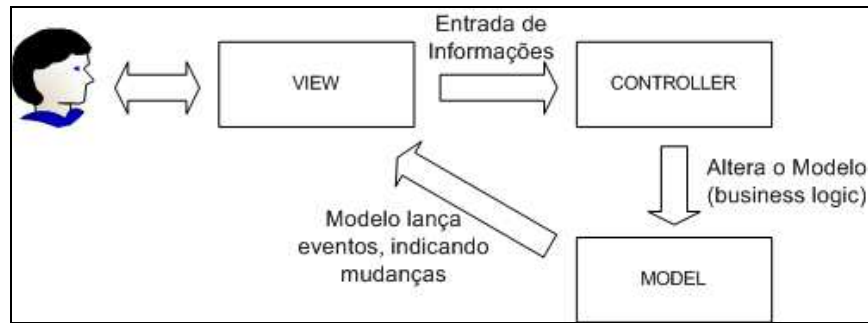 Entrada de
Informações
VIEW
CONTROLLER
Altera o Modelo
(business logic)
Modelo lança
eventos, indicando
mudanças
MODEL